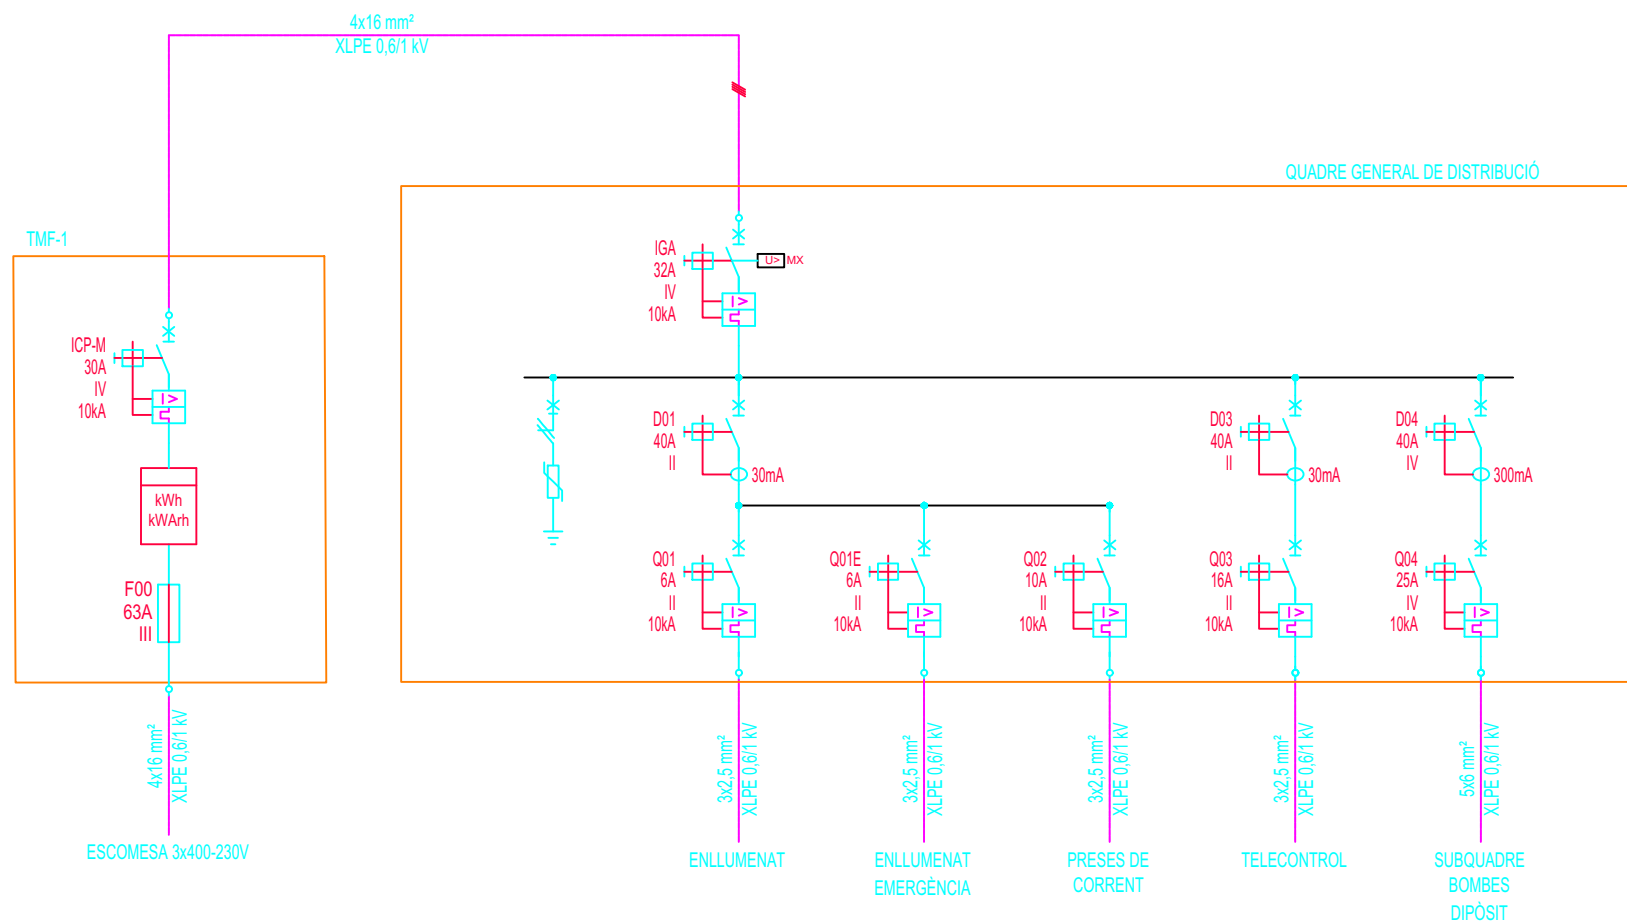 4x16 mm²
XLPE 0,6/1 kV
QUADRE GENERAL DE DISTRIBUCIÓ
TMF-1
IGA
32A
IV
10kA
U> MX
I>
ICP-M
30A
IV
10kA
I>
kWh
kWArh
F00
63A
III
D01
40A
II
30mA
D03
40A
II
30mA
D04
40A
IV
300mA
Q01
6A
II
10kA
I>
Q01E
6A
II
10kA
I>
Q02
10A
II
10kA
I>
Q03
16A
II
10kA
I>
Q04
25A
IV
10kA
I>
4x16 mm²
XLPE 0,6/1 kV
3x2,5 mm²
XLPE 0,6/1 kV
3x2,5 mm²
XLPE 0,6/1 kV
3x2,5 mm²
XLPE 0,6/1 kV
3x2,5 mm²
XLPE 0,6/1 kV
5x6 mm²
XLPE 0,6/1 kV
ESCOMESA 3x400-230V
ENLLUMENAT
ENLLUMENAT
EMERGÈNCIA
PRESES DE
CORRENT
TELECONTROL
SUBQUADRE
BOMBES
DIPÒSIT